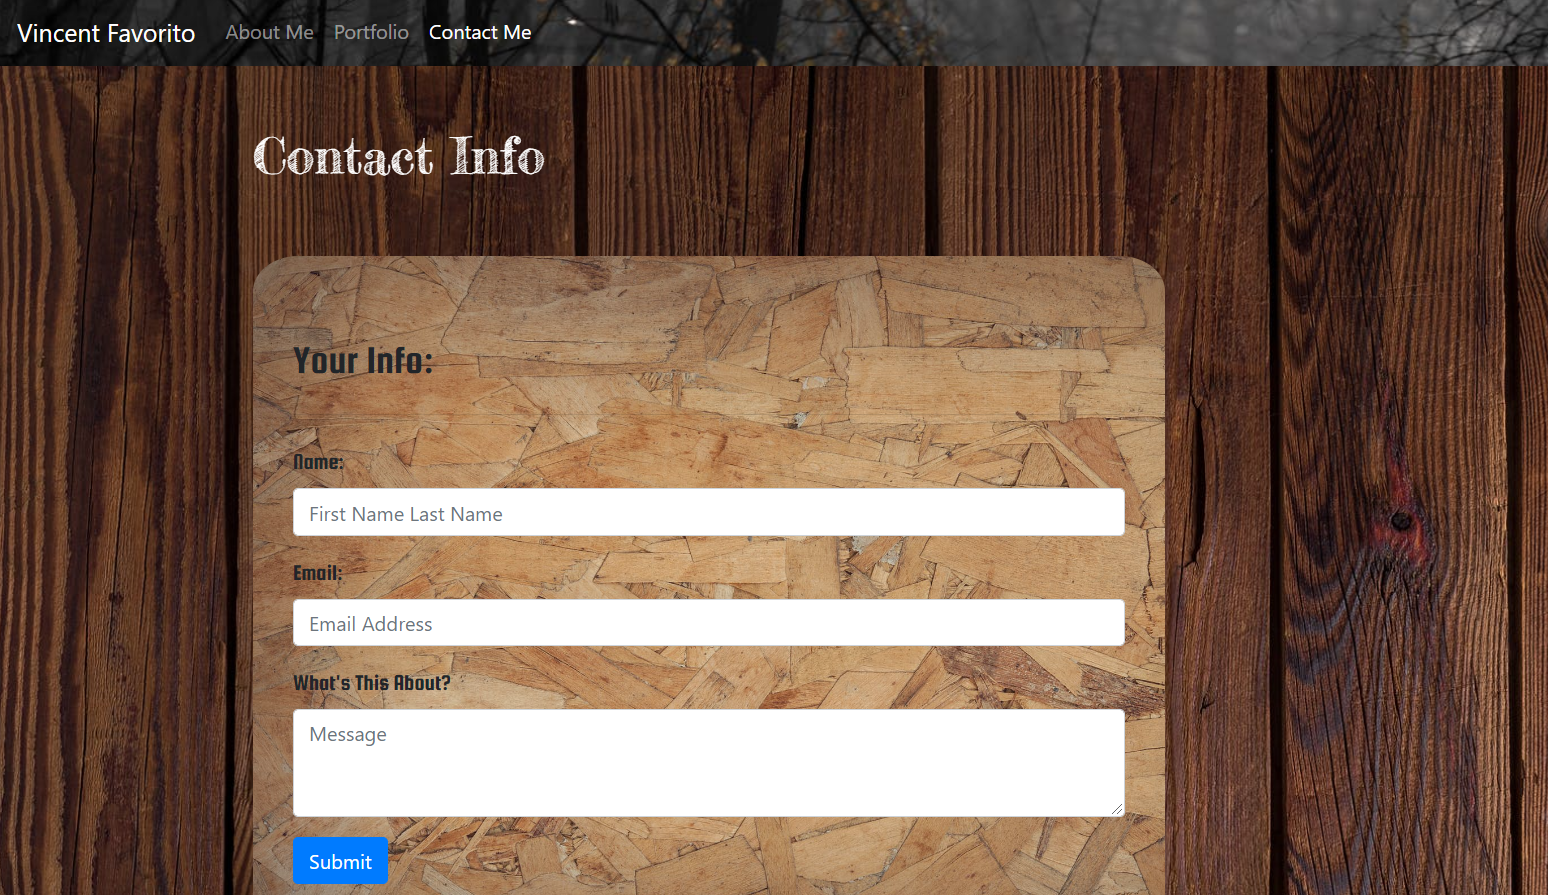 Vincent Favorito About Me Portfolio Contact Me
Contact Info
Your Info:
Name:
First Name Last Name
Email:
Email Address
What's This About?
Message
Submit